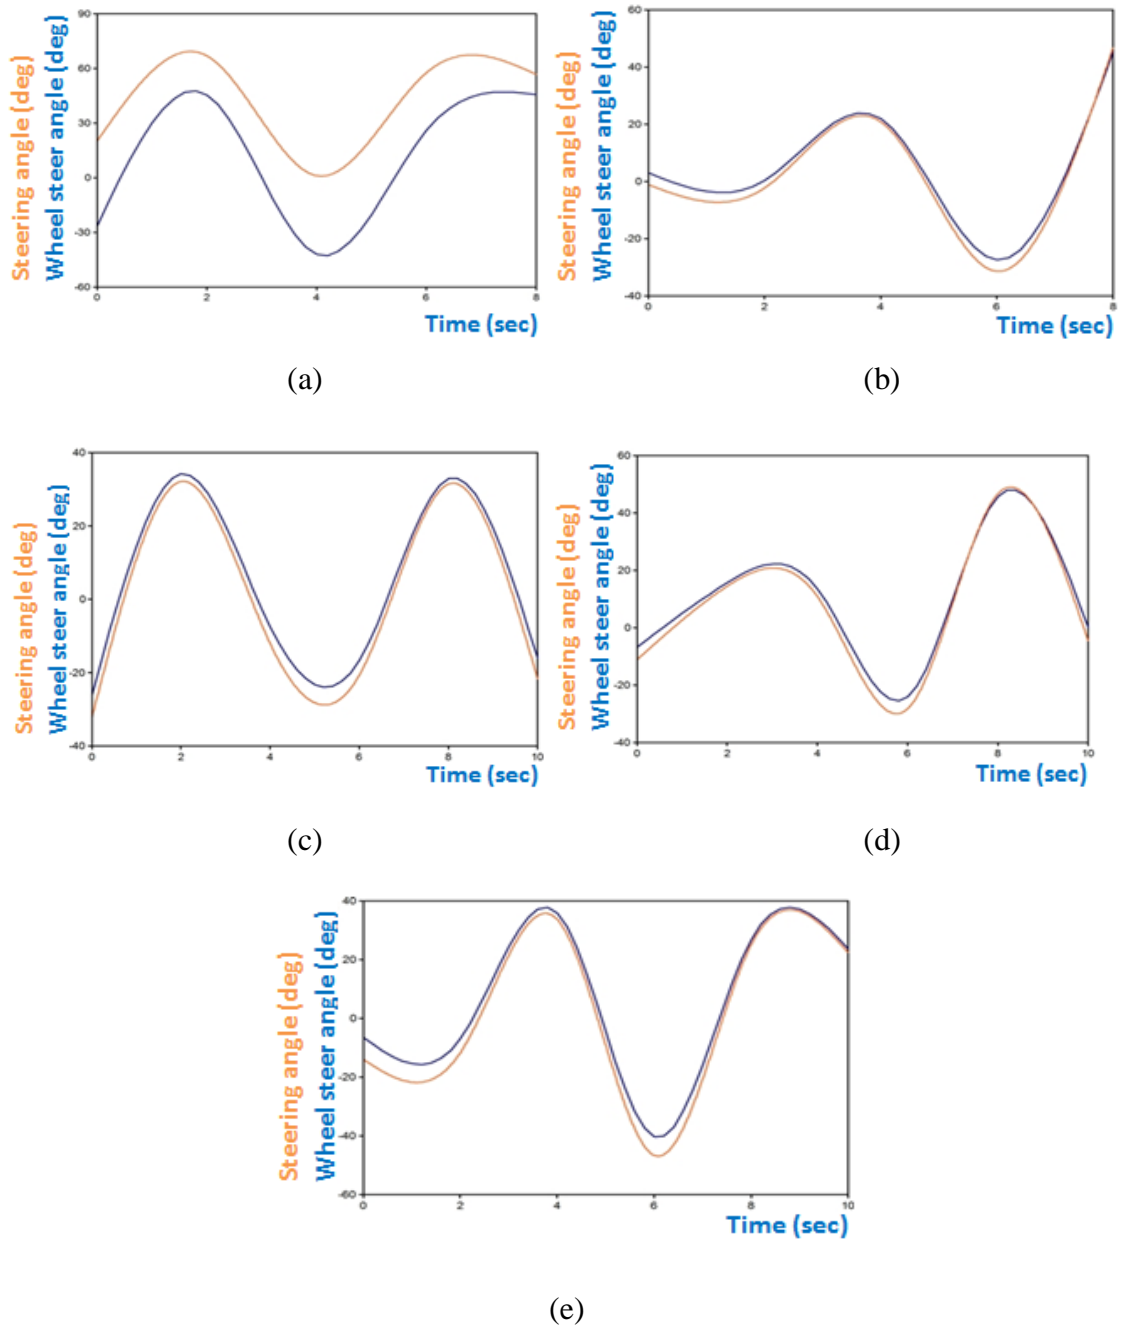 Steering angle (deg)
Wheel steer angle (deg)
90
60
30
0
-30
-60
0 2 4 6 8
Time (sec)
(a)
Steering angle (deg)
Wheel steer angle (deg)
60
40
20
0
-20
-40
0 2 4 6 8
Time (sec)
(b)
Steering angle (deg)
Wheel steer angle (deg)
40
20
0
-20
-40
0 2 4 6 8 10
Time (sec)
(c)
Steering angle (deg)
Wheel steer angle (deg)
60
40
20
0
-20
-40
0 2 4 6 8 10
Time (sec)
(d)
Steering angle (deg)
Wheel steer angle (deg)
40
20
0
-20
-40
-60
0 2 4 6 8 10
Time (sec)
(e)